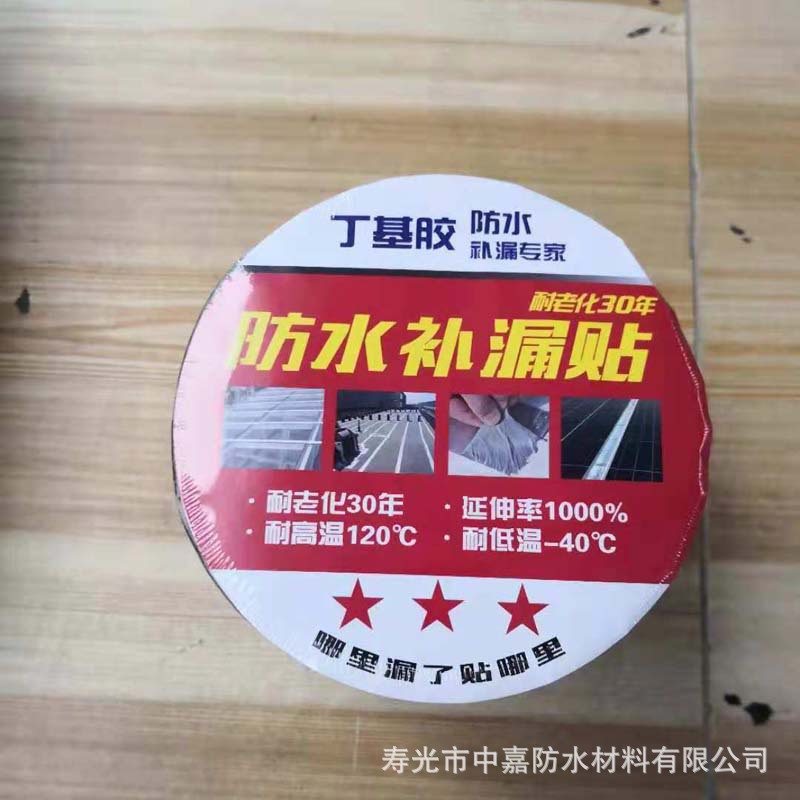 丁基胶 防水
补漏专家
耐老化30年
防水补漏贴
· 耐老化30年 · 延伸率1000%
· 耐高温120℃ · 耐低温-40℃
哪里漏了贴哪里
寿光市中嘉防水材料有限公司